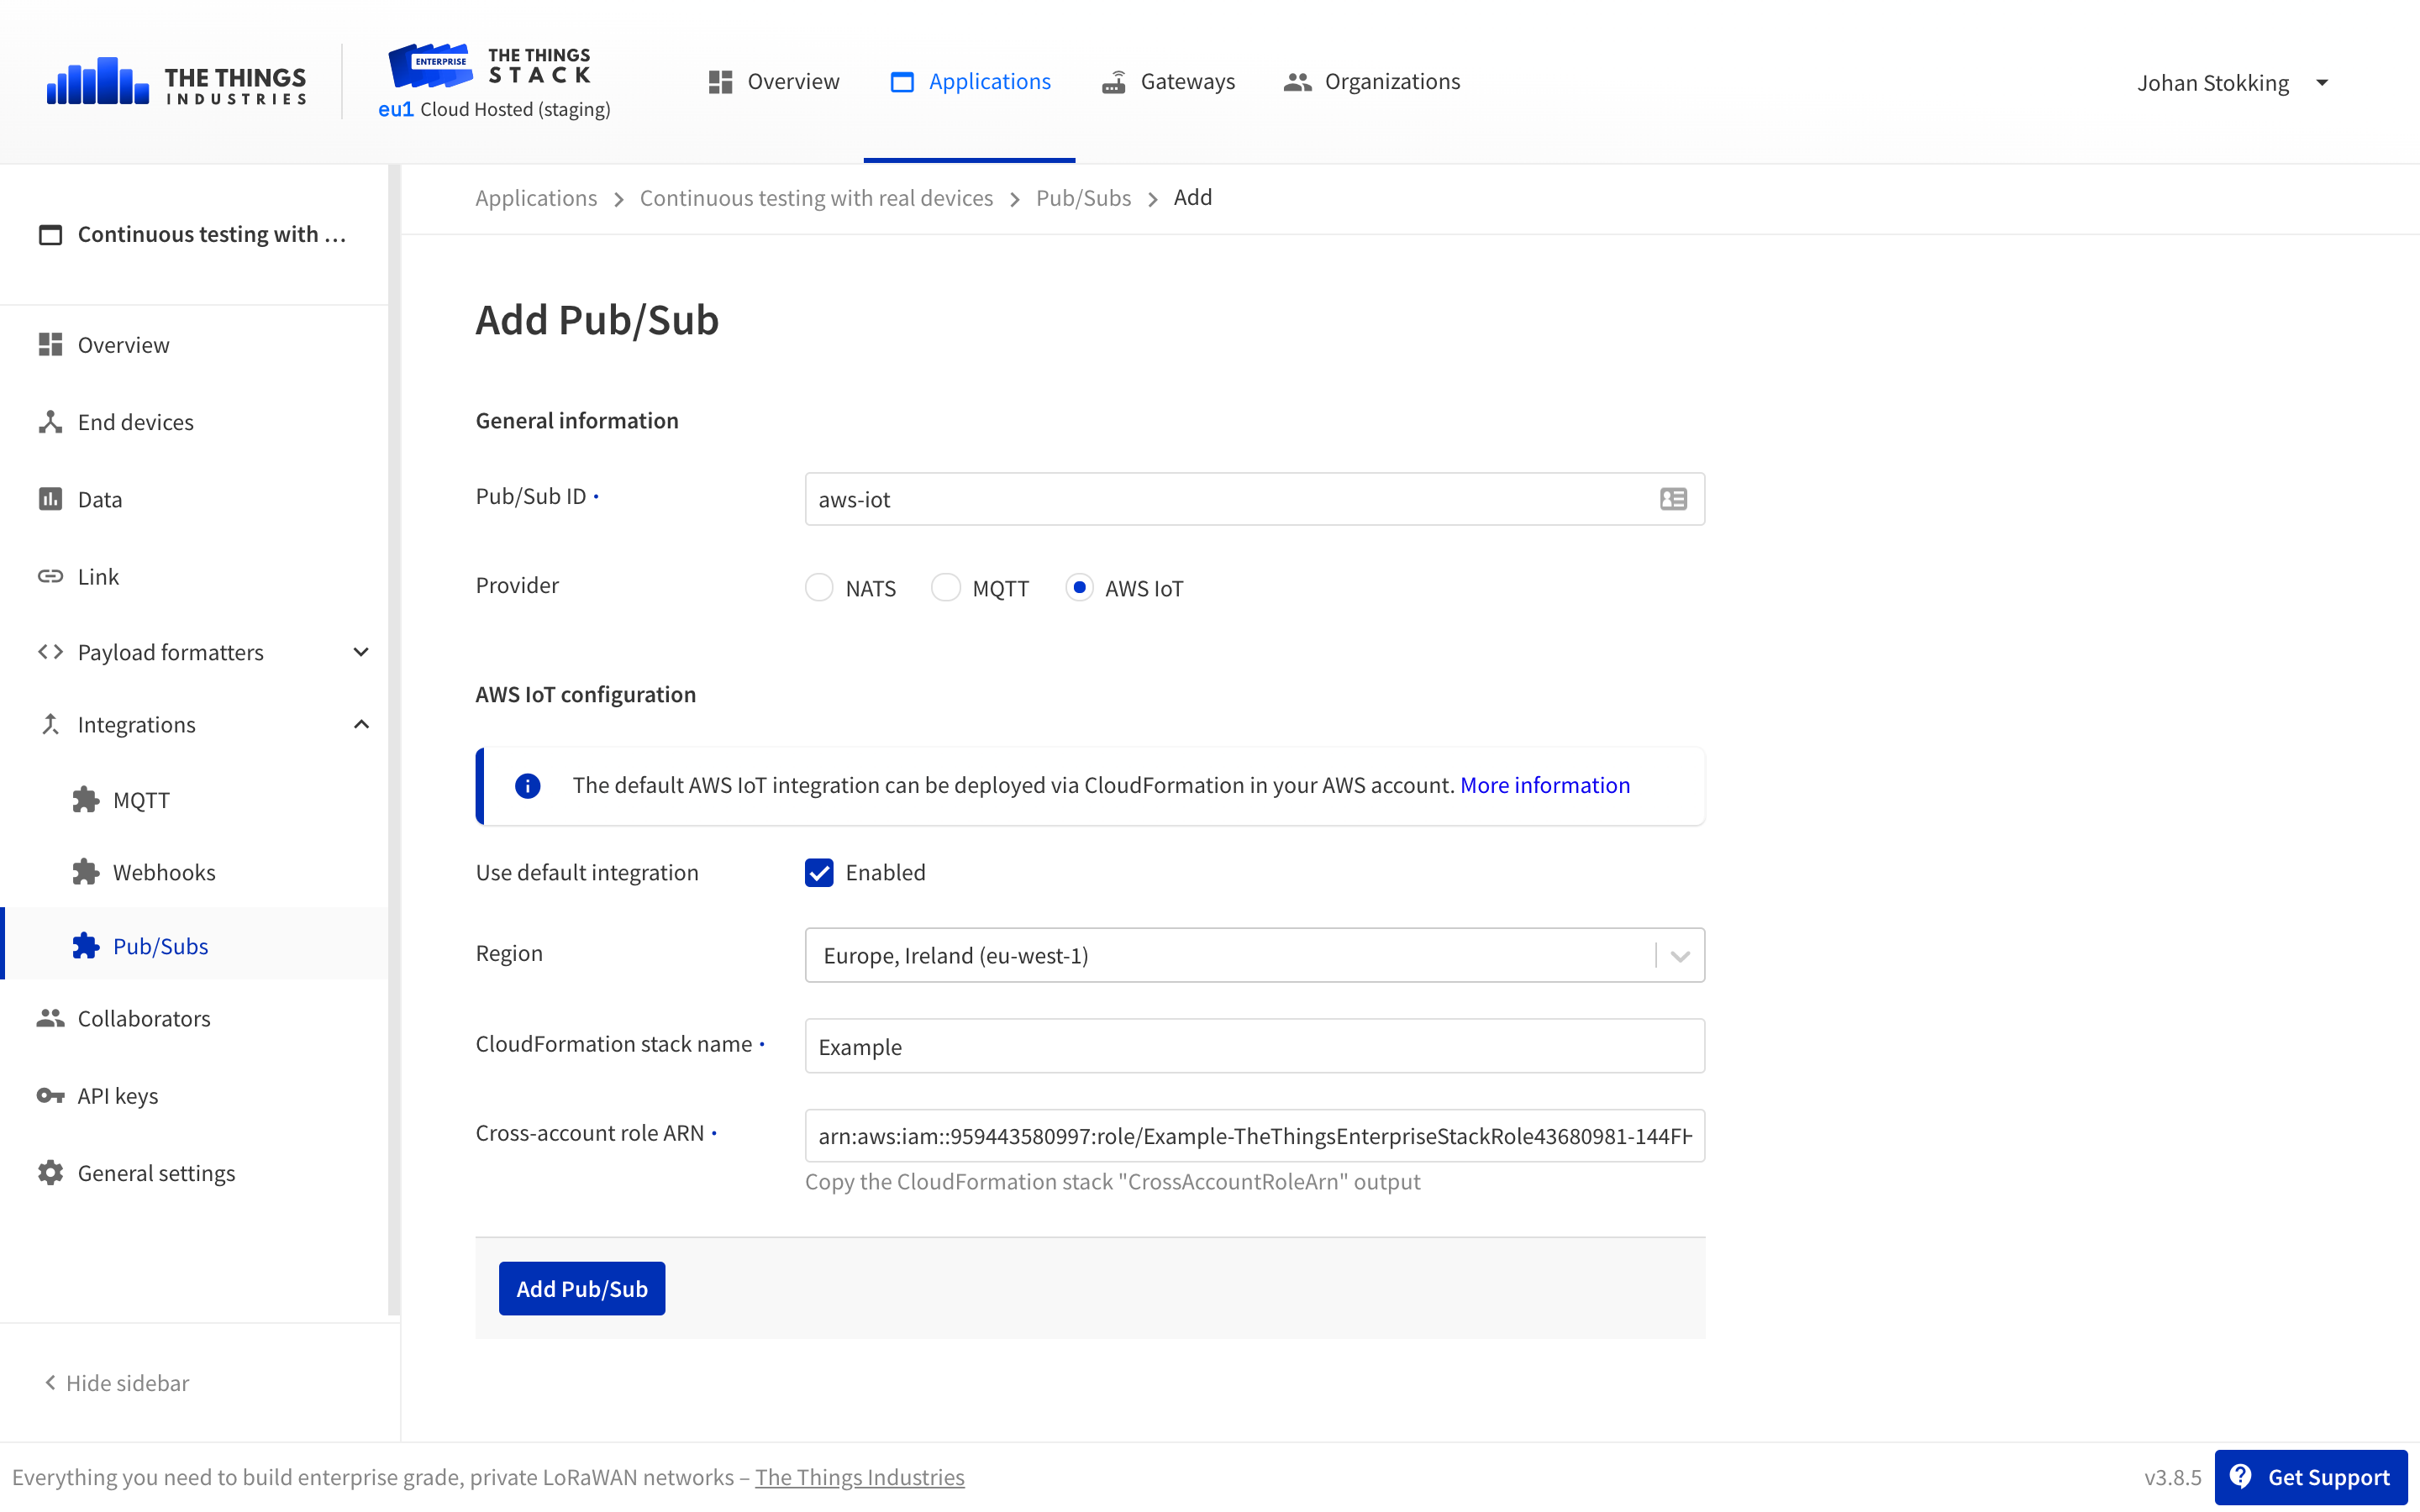 THE THINGS
INDUSTRIES
ENTERPRISE
THE THINGS
STACK
eu1 Cloud Hosted (staging)
Overview
Applications
Gateways
Organizations
Johan Stokking
Continuous testing with ...
Overview
End devices
Data
Link
Payload formatters
Integrations
MQTT
Webhooks
Pub/Subs
Collaborators
API keys
General settings
Hide sidebar
Applications > Continuous testing with real devices > Pub/Subs > Add
Add Pub/Sub
General information
Pub/Sub ID •
aws-iot
Provider
NATS MQTT AWS IoT
AWS IoT configuration
The default AWS IoT integration can be deployed via CloudFormation in your AWS account. More information
Use default integration
Enabled
Region
Europe, Ireland (eu-west-1)
CloudFormation stack name •
Example
Cross-account role ARN •
arn:aws:iam::959443580997:role/Example-TheThingsEnterpriseStackRole43680981-144FH
Copy the CloudFormation stack "CrossAccountRoleArn" output
Add Pub/Sub
Everything you need to build enterprise grade, private LoRaWAN networks – The Things Industries
v3.8.5
Get Support